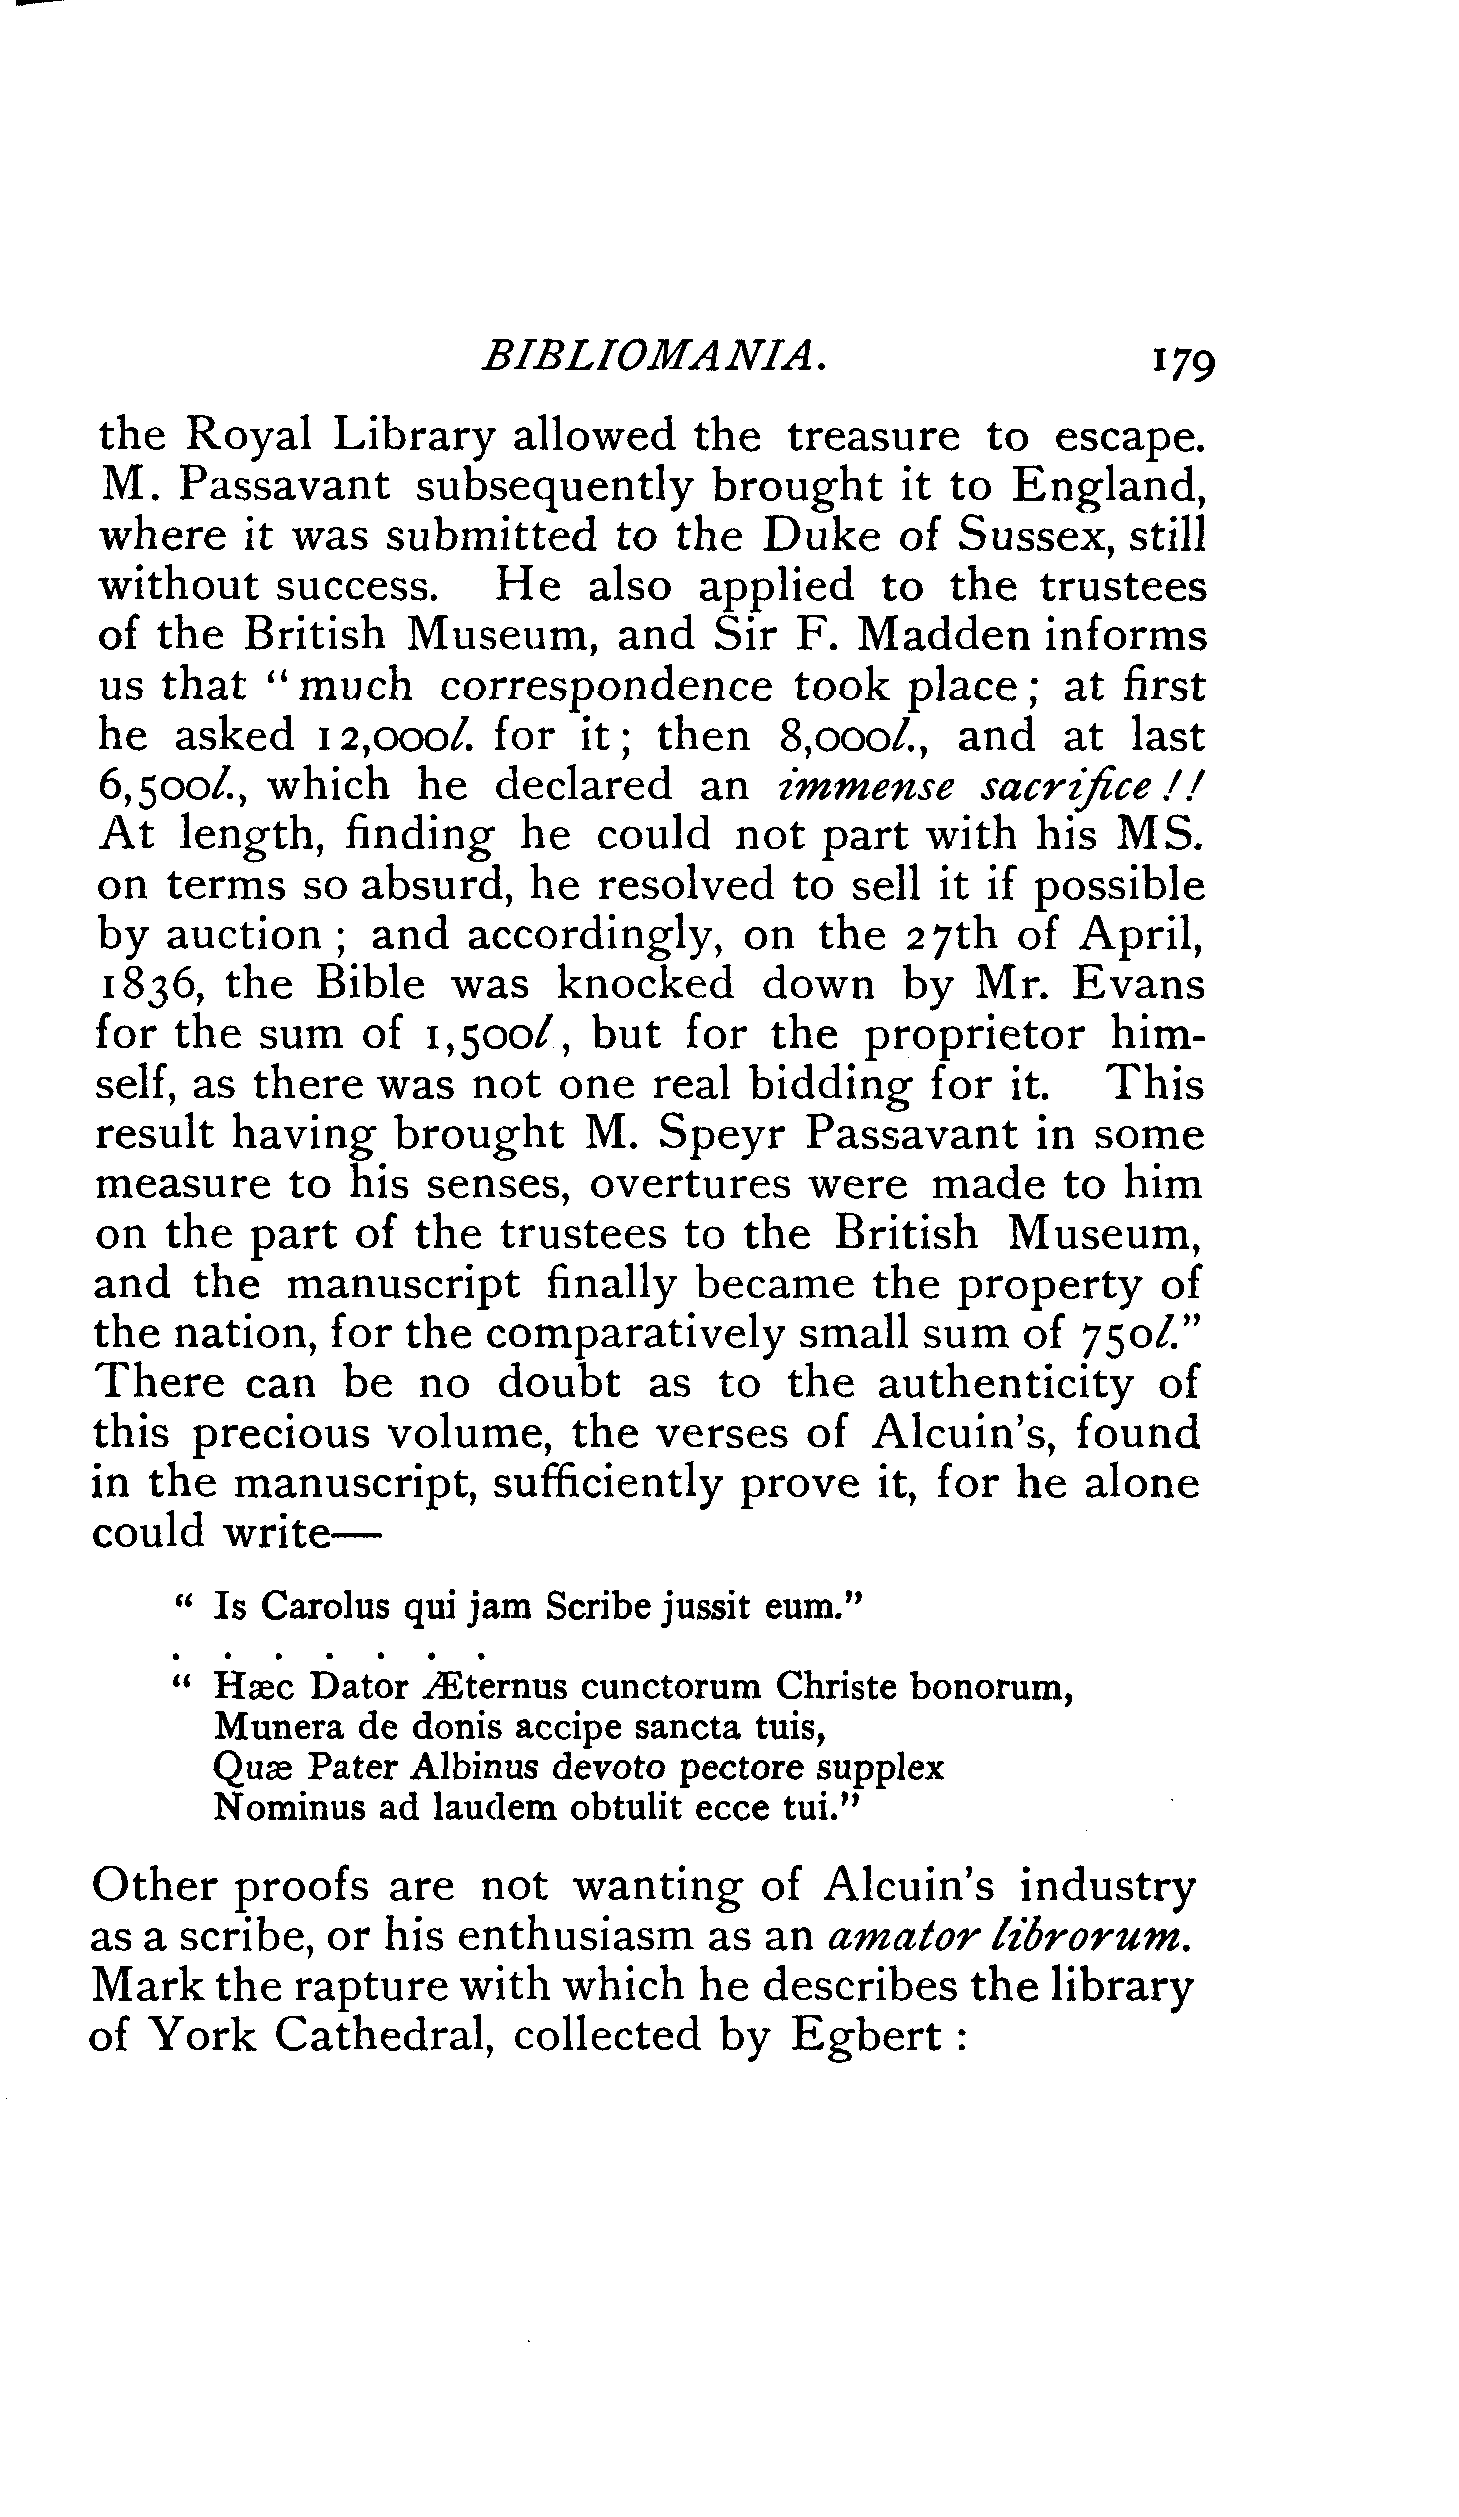 BIBLIOMANIA. 179
the Royal Library allowed the treasure to escape.
M. Passavant subsequently brought it to England,
where it was submitted to the Duke of Sussex, still
without success. He also applied to the trustees
of the British Museum, and Sir F. Madden informs
us that "much correspondence took place; at first
he asked 12,000l. for it; then 8,000l., and at last
6,500l., which he declared an immense sacrifice!!
At length, finding he could not part with his MS.
on terms so absurd, he resolved to sell it if possible
by auction; and accordingly, on the 27th of April,
1836, the Bible was knocked down by Mr. Evans
for the sum of 1,500l, but for the proprietor him-
self, as there was not one real bidding for it. This
result having brought M. Speyr Passavant in some
measure to his senses, overtures were made to him
on the part of the trustees to the British Museum,
and the manuscript finally became the property of
the nation, for the comparatively small sum of 750l."
There can be no doubt as to the authenticity of
this precious volume, the verses of Alcuin's, found
in the manuscript, sufficiently prove it, for he alone
could write—
"Is Carolus qui jam Scribe jussit eum."
. . . . . . .
"Hæc Dator Æternus cunctorum Christe bonorum,
Munera de donis accipe sancta tuis,
Quæ Pater Albinus devoto pectore supplex
Nominus ad laudem obtulit ecce tui."
Other proofs are not wanting of Alcuin's industry
as a scribe, or his enthusiasm as an amator librorum.
Mark the rapture with which he describes the library
of York Cathedral, collected by Egbert: